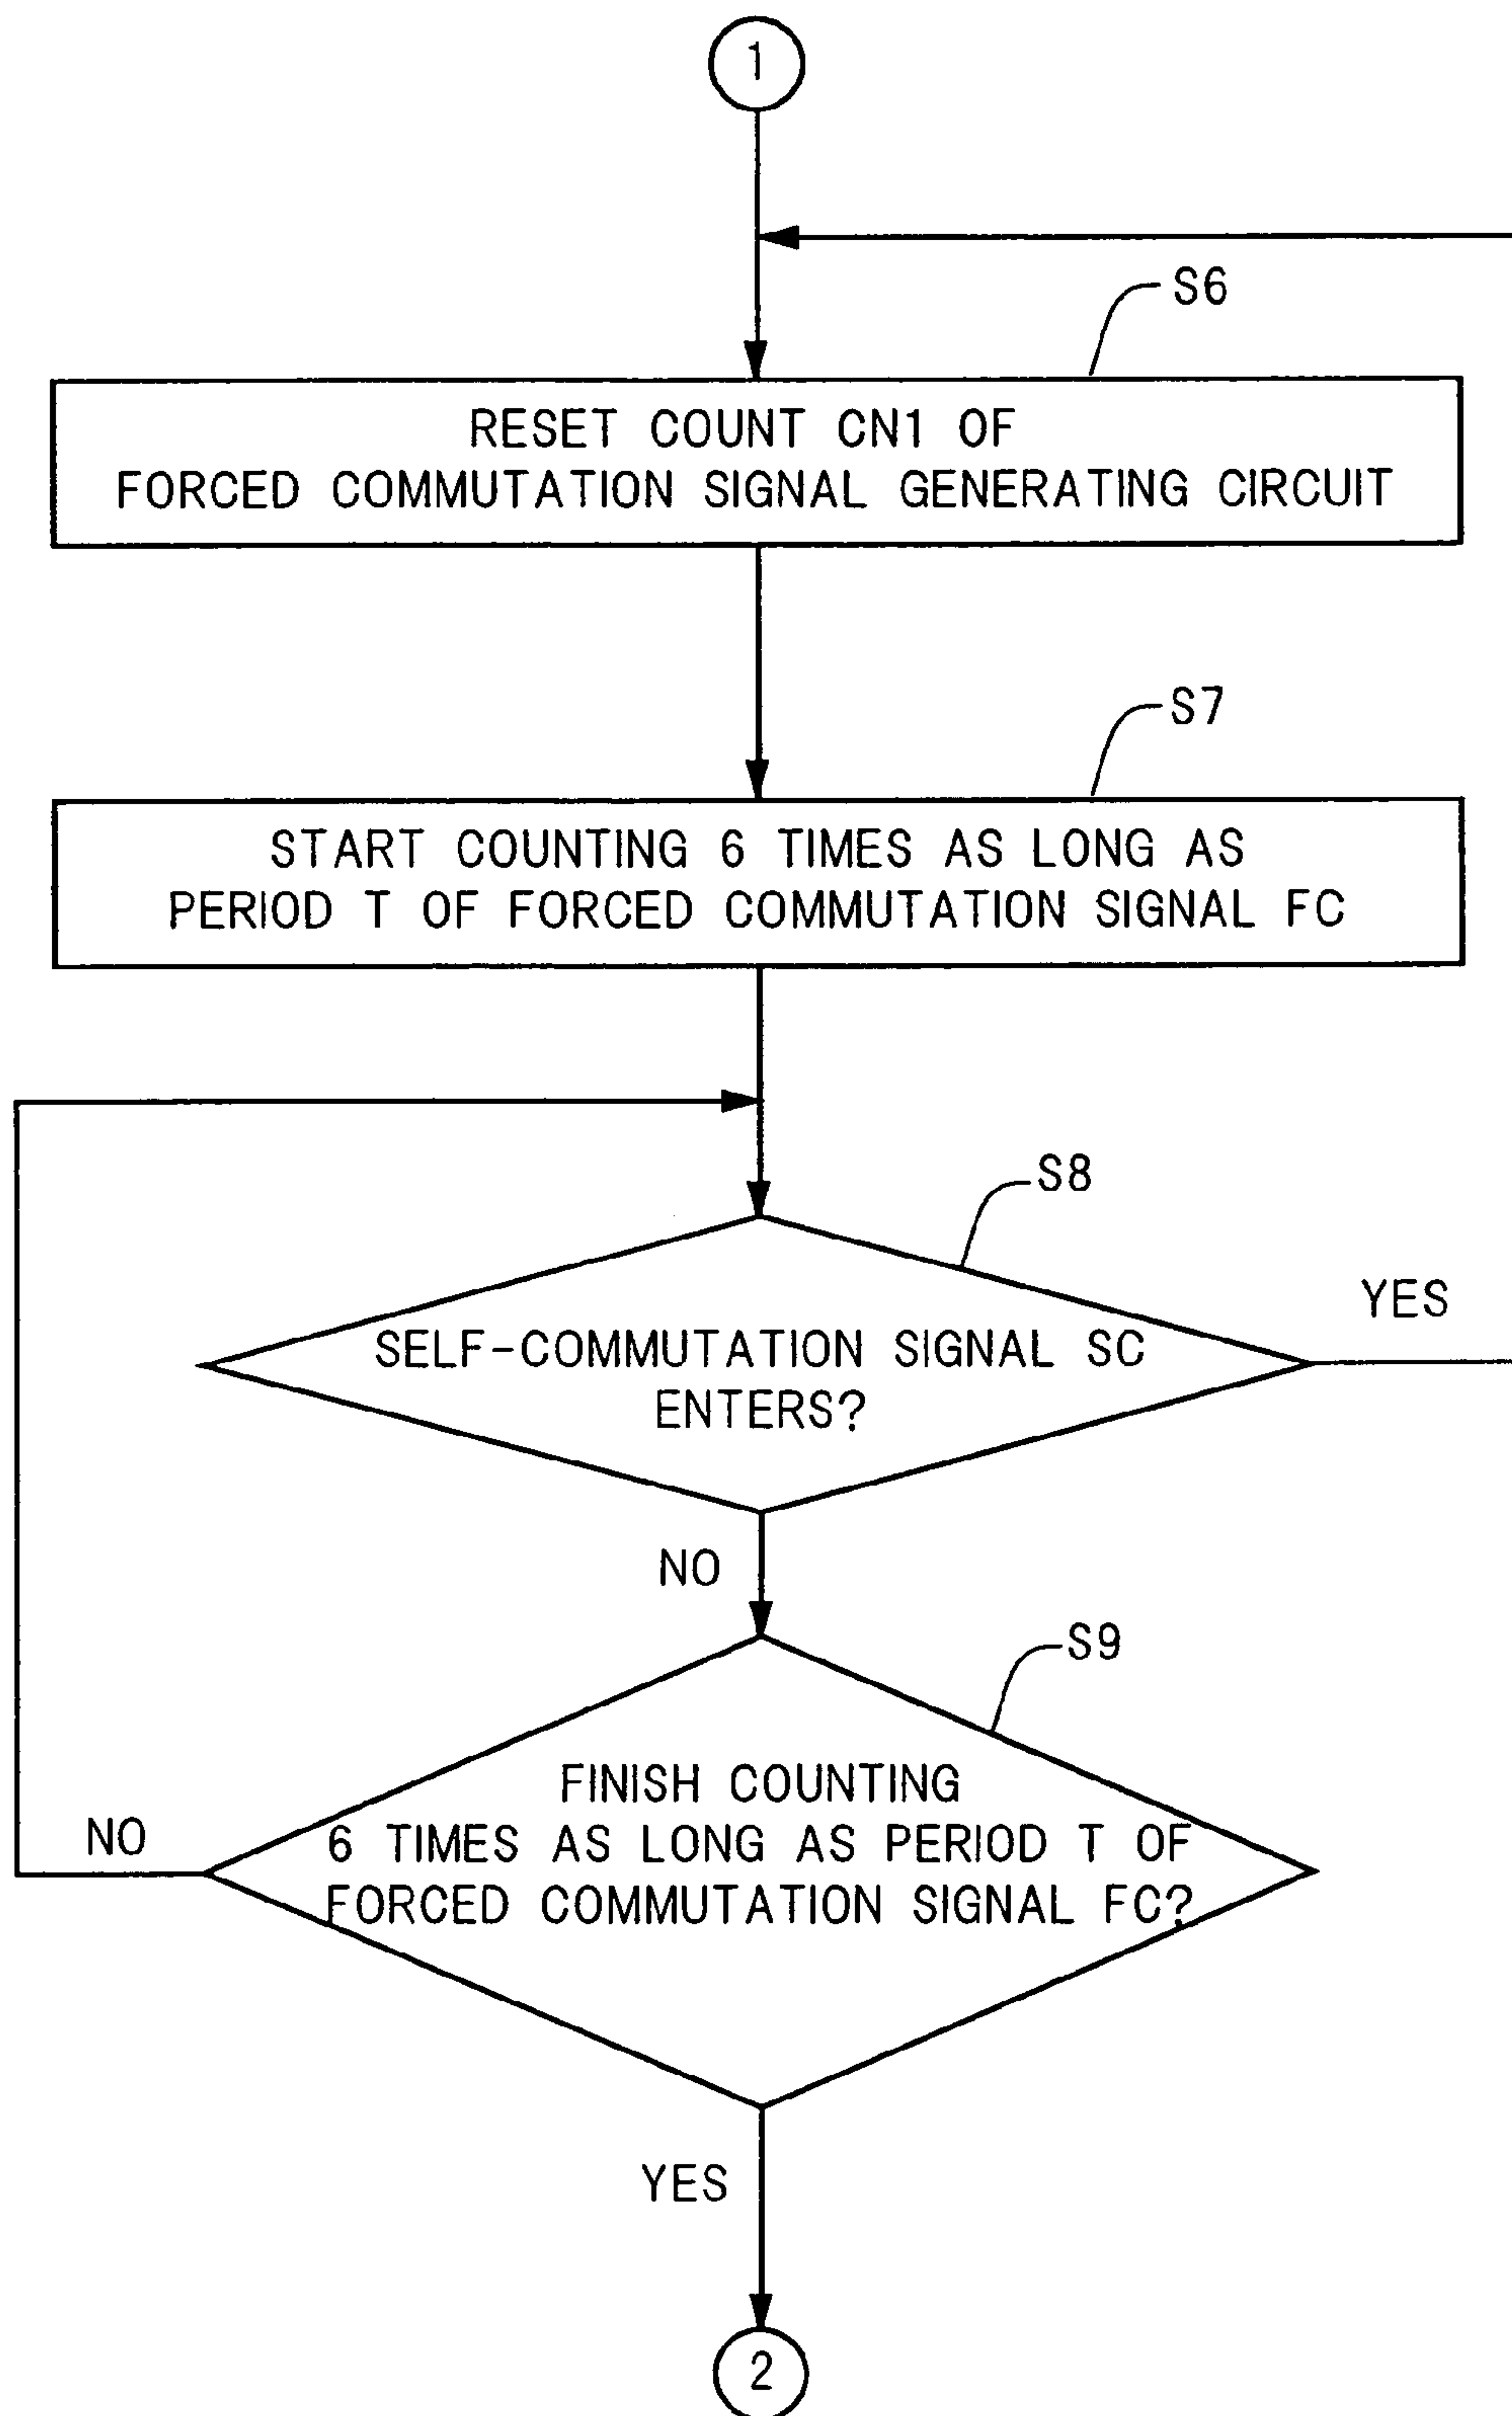 1
S6
RESET COUNT CN1 OF
FORCED COMMUTATION SIGNAL GENERATING CIRCUIT
S7
START COUNTING 6 TIMES AS LONG AS
PERIOD T OF FORCED COMMUTATION SIGNAL FC
S8
YES
SELF-COMMUTATION SIGNAL SC
ENTERS?
NO
S9
FINISH COUNTING
6 TIMES AS LONG AS PERIOD T OF
FORCED COMMUTATION SIGNAL FC?
NO
YES
2